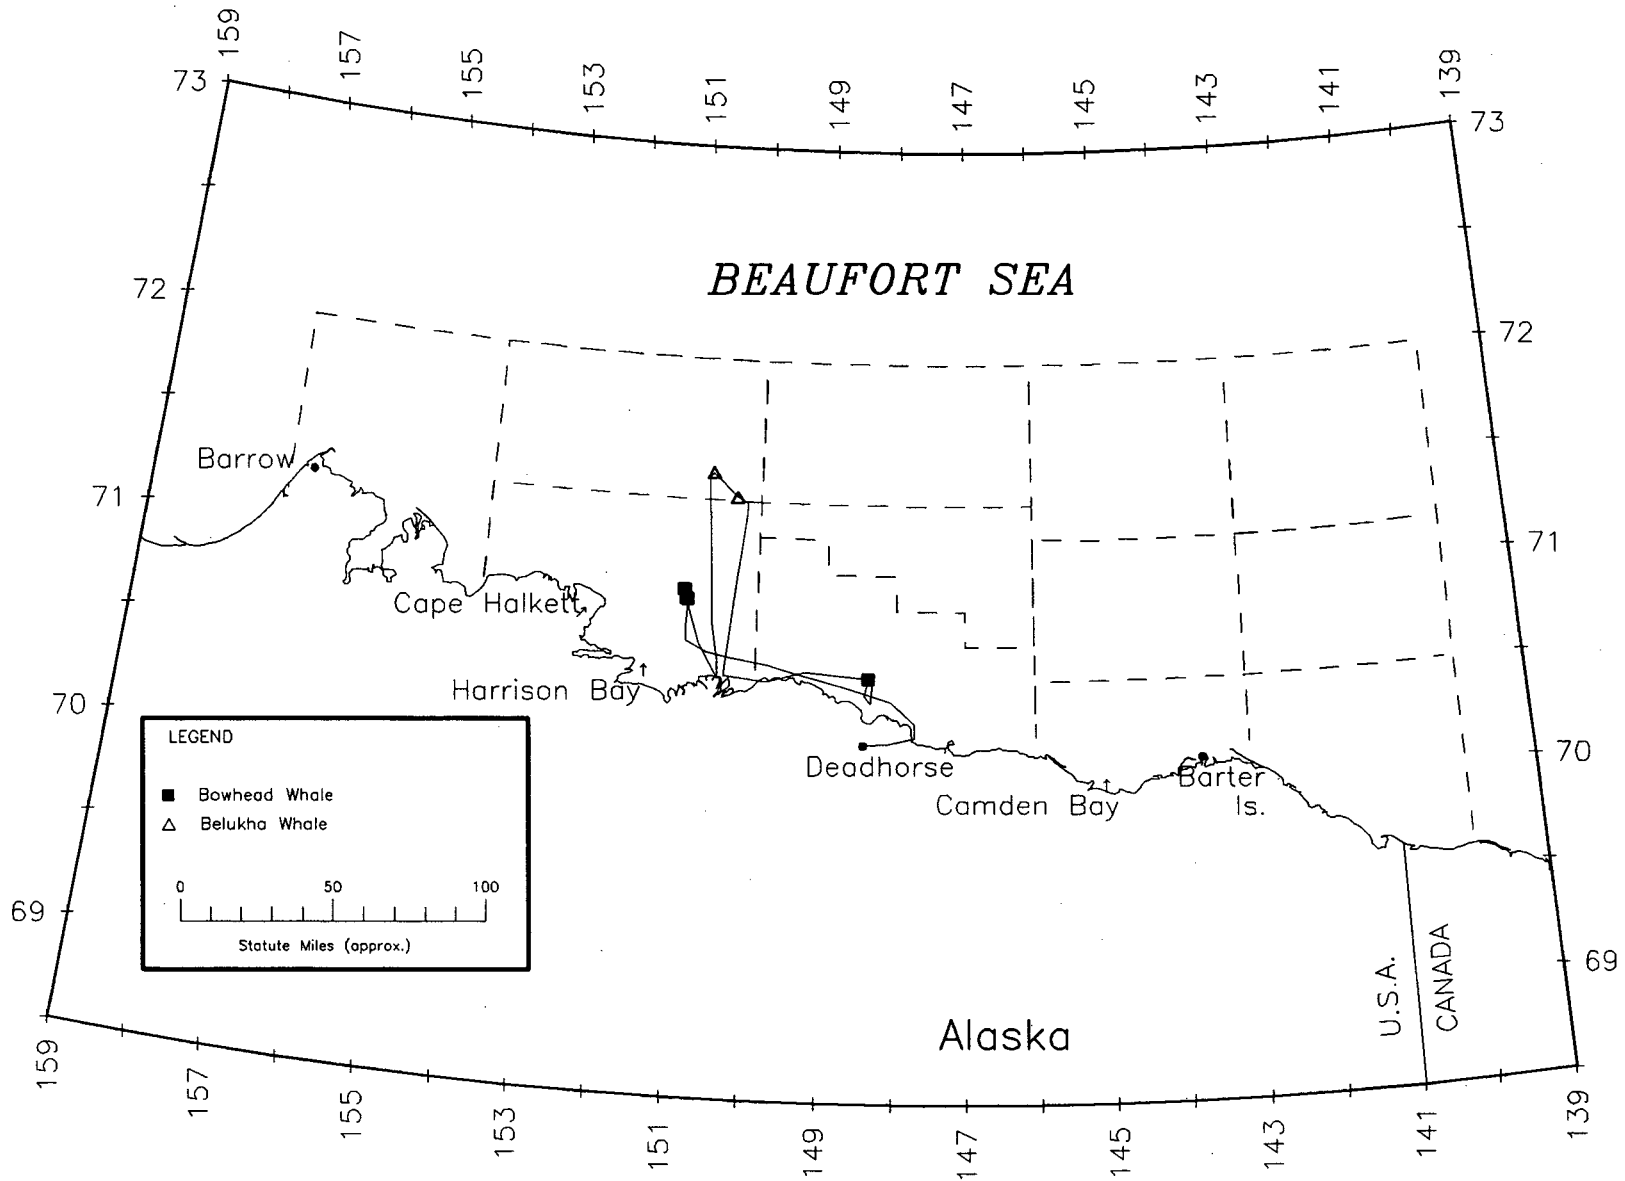 159
157
155
153
151
149
147
145
143
141
139
73
73
BEAUFORT SEA
72
72
Barrow
71
71
Cape Halkett
Harrison Bay
70
70
Deadhorse
Camden Bay
Barter
Is.
LEGEND
Bowhead Whale
Belukha Whale
0 50 100
Statute Miles (approx.)
69
69
U.S.A.
CANADA
Alaska
159
157
155
153
151
149
147
145
143
141
139